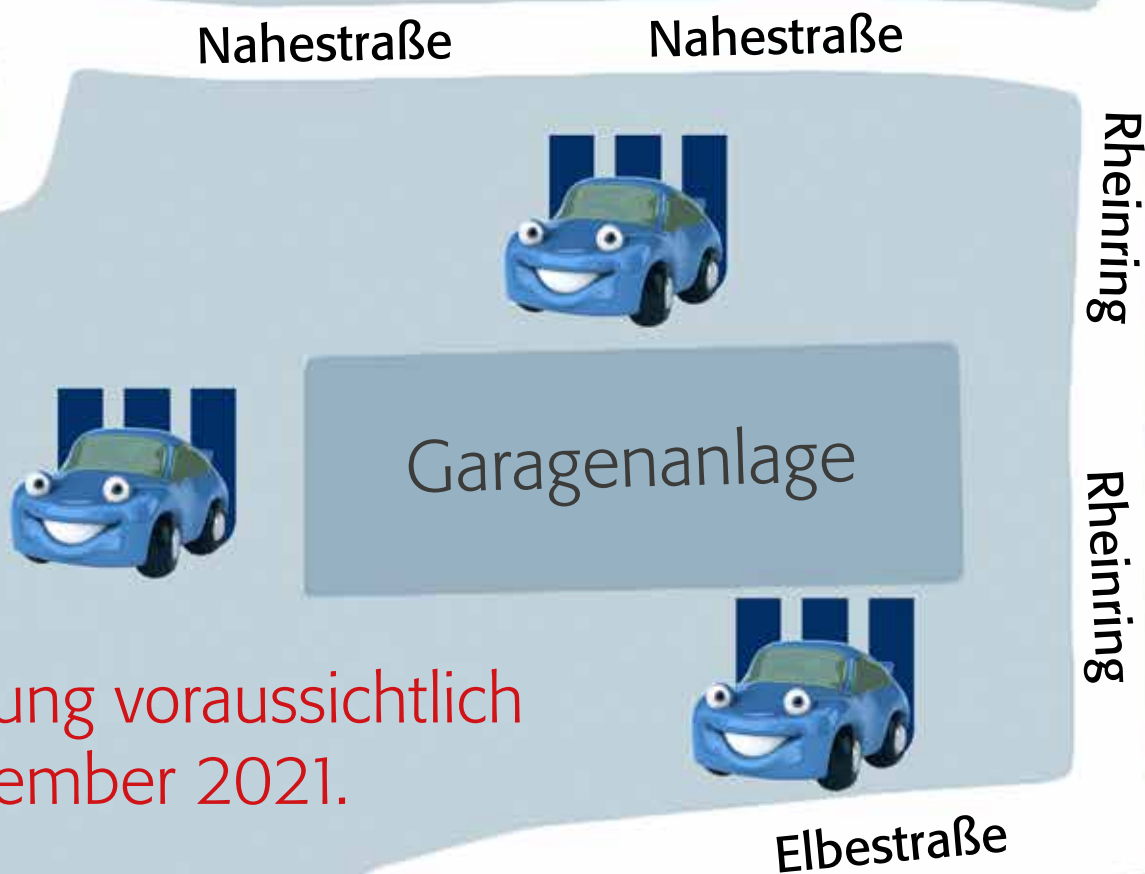 Nahestraße Nahestraße
Rheinring
Garagenanlage
Rheinring
ung voraussichtlich
ember 2021.
Elbestraße